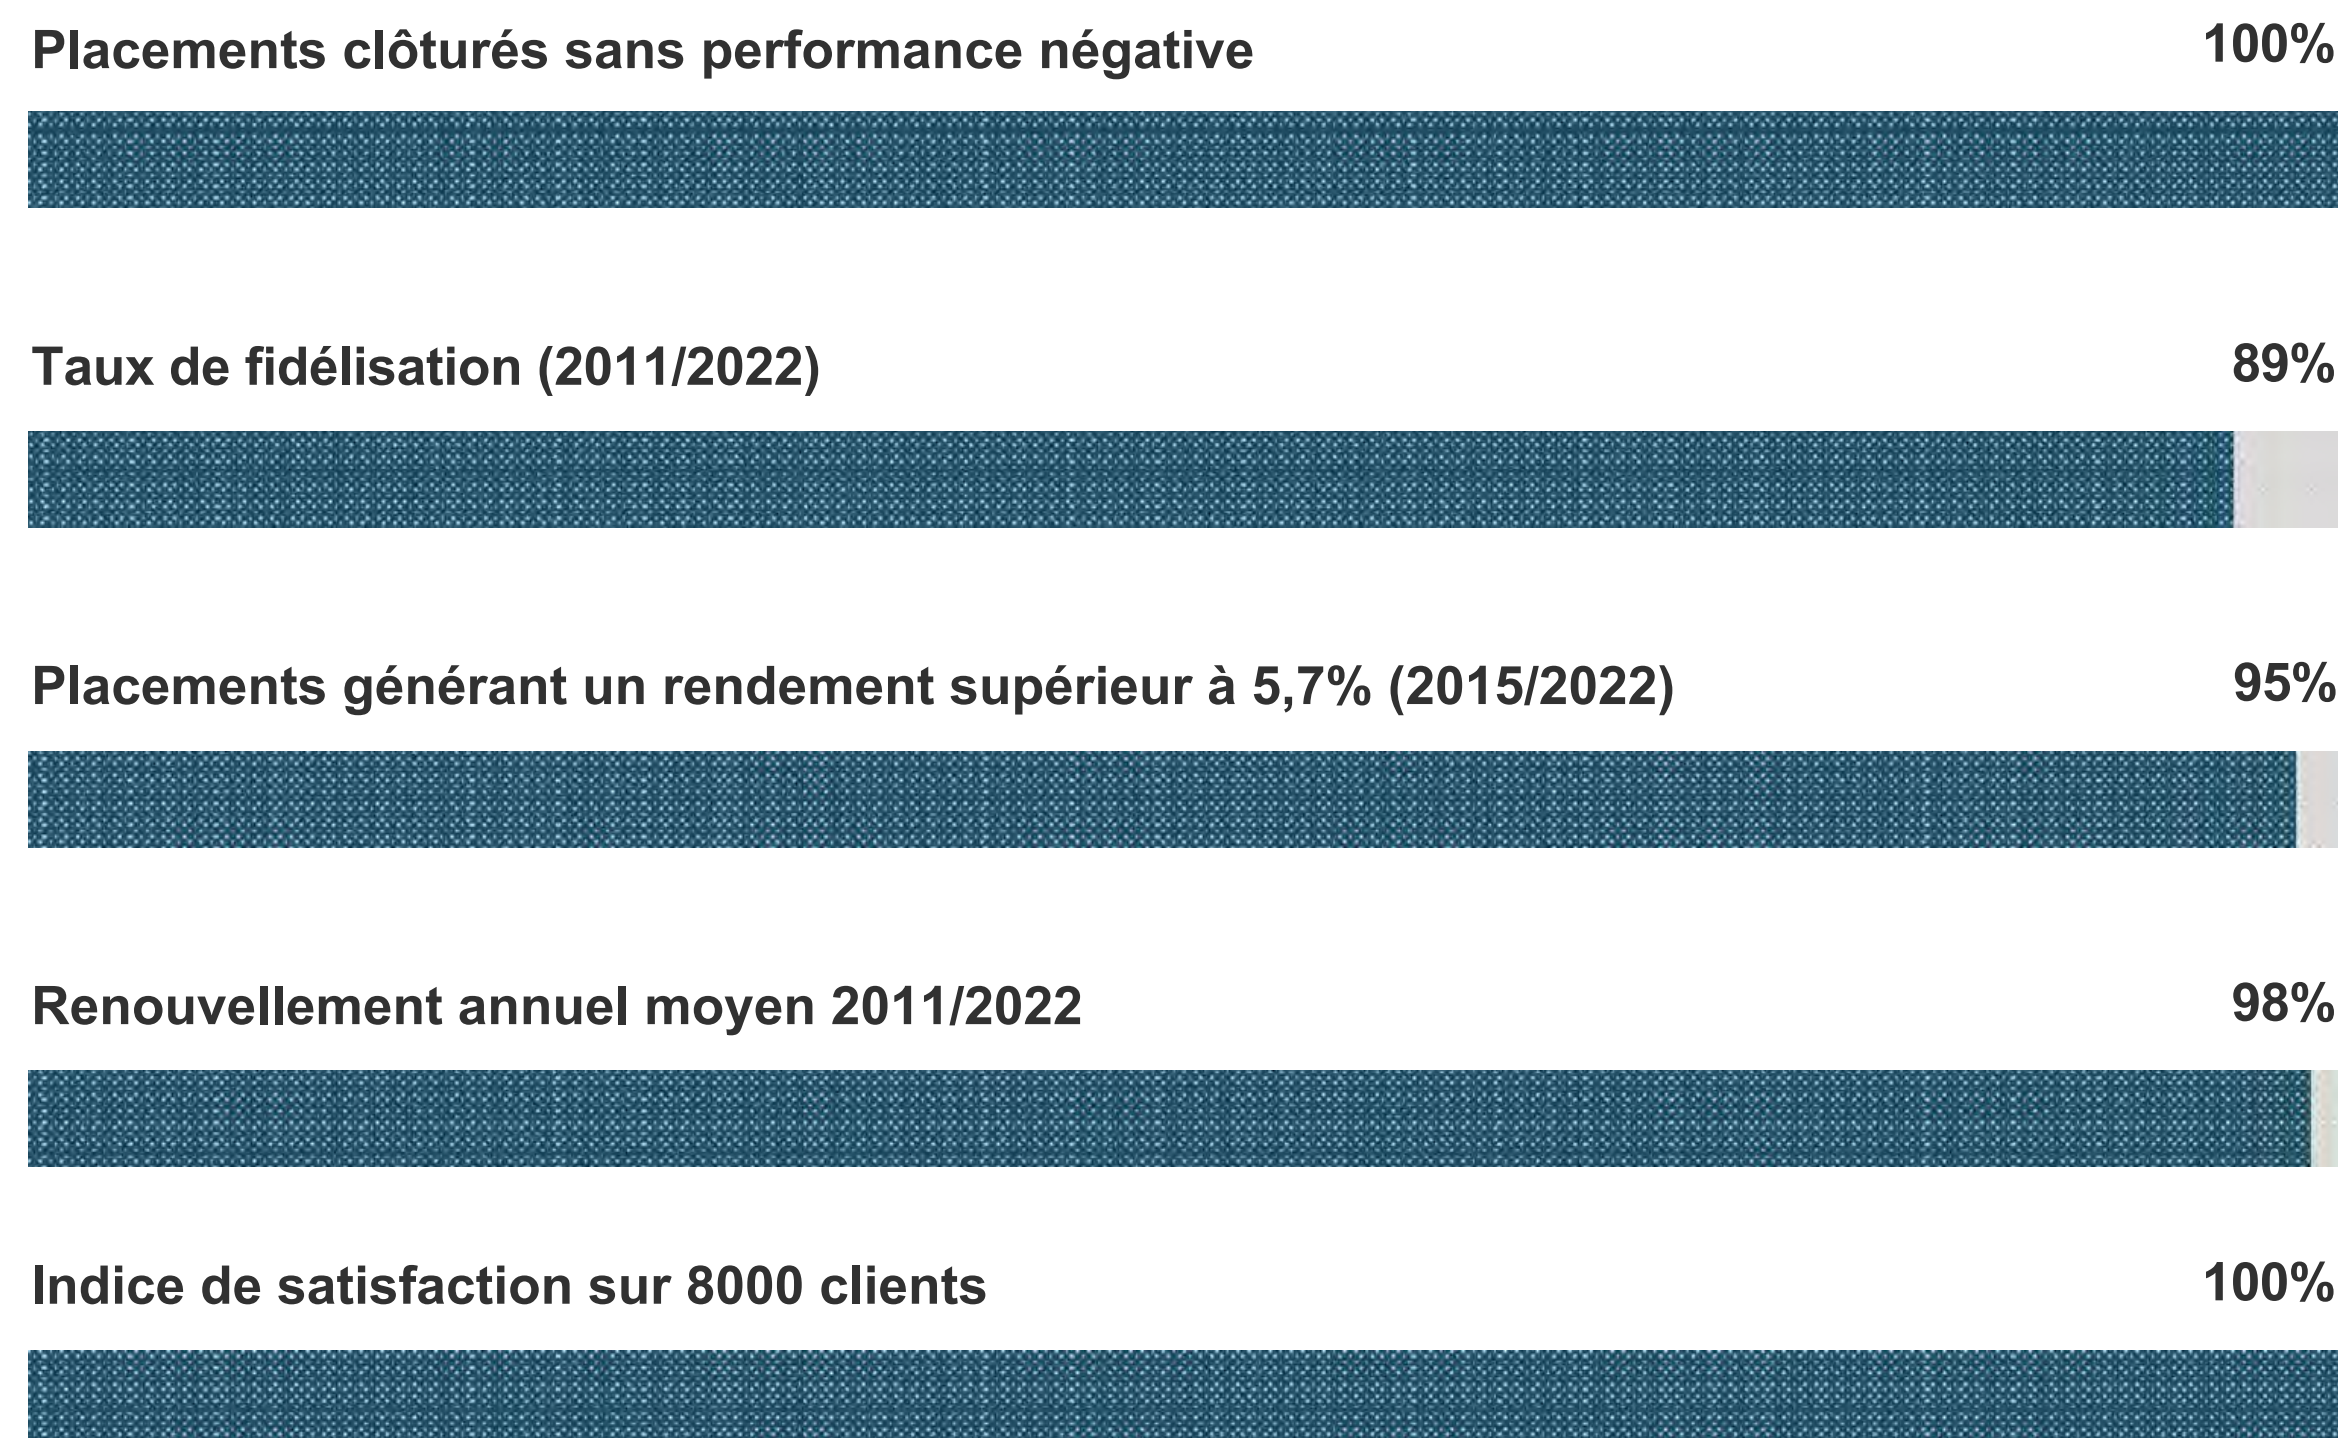 Placements clôturés sans performance négative 100%
Taux de fidélisation (2011/2022) 89%
Placements générant un rendement supérieur à 5,7% (2015/2022) 95%
Renouvellement annuel moyen 2011/2022 98%
Indice de satisfaction sur 8000 clients 100%